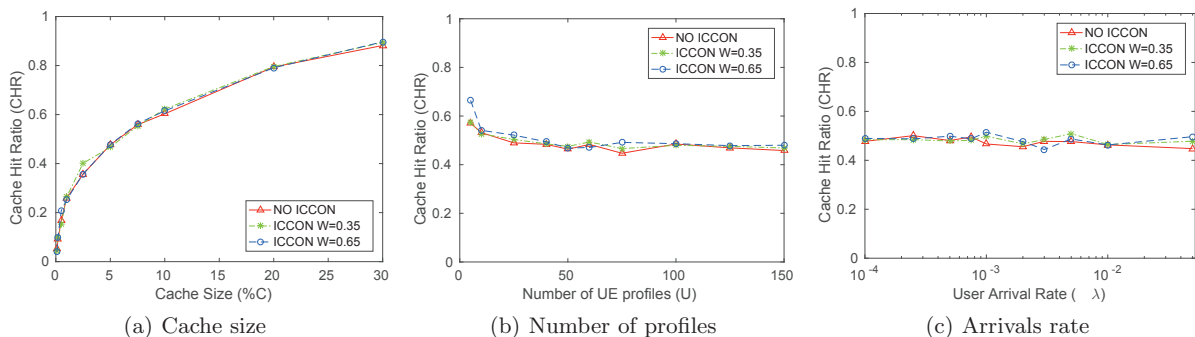 Cache Hit Ratio (CHR)
1
0.8
0.6
0.4
0.2
0
0
5
10
15
20
25
30
Cache Size (%C)
NO ICCON
ICCON W=0.35
ICCON W=0.65
(a) Cache size
Cache Hit Ratio (CHR)
1
0.8
0.6
0.4
0.2
0
0
50
100
150
Number of UE profiles (U)
NO ICCON
ICCON W=0.35
ICCON W=0.65
(b) Number of profiles
Cache Hit Ratio (CHR)
1
0.8
0.6
0.4
0.2
0
10⁻⁴
10⁻³
10⁻²
User Arrival Rate ( λ)
NO ICCON
ICCON W=0.35
ICCON W=0.65
(c) Arrivals rate